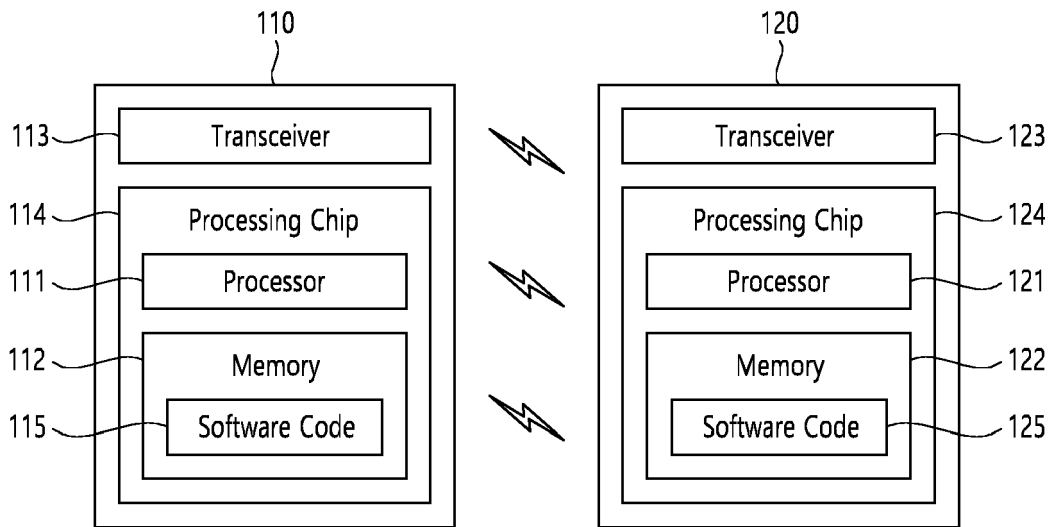 110
120
113
Transceiver
Transceiver
123
114
Processing Chip
Processing Chip
124
111
Processor
Processor
121
112
Memory
Memory
122
115
Software Code
Software Code
125